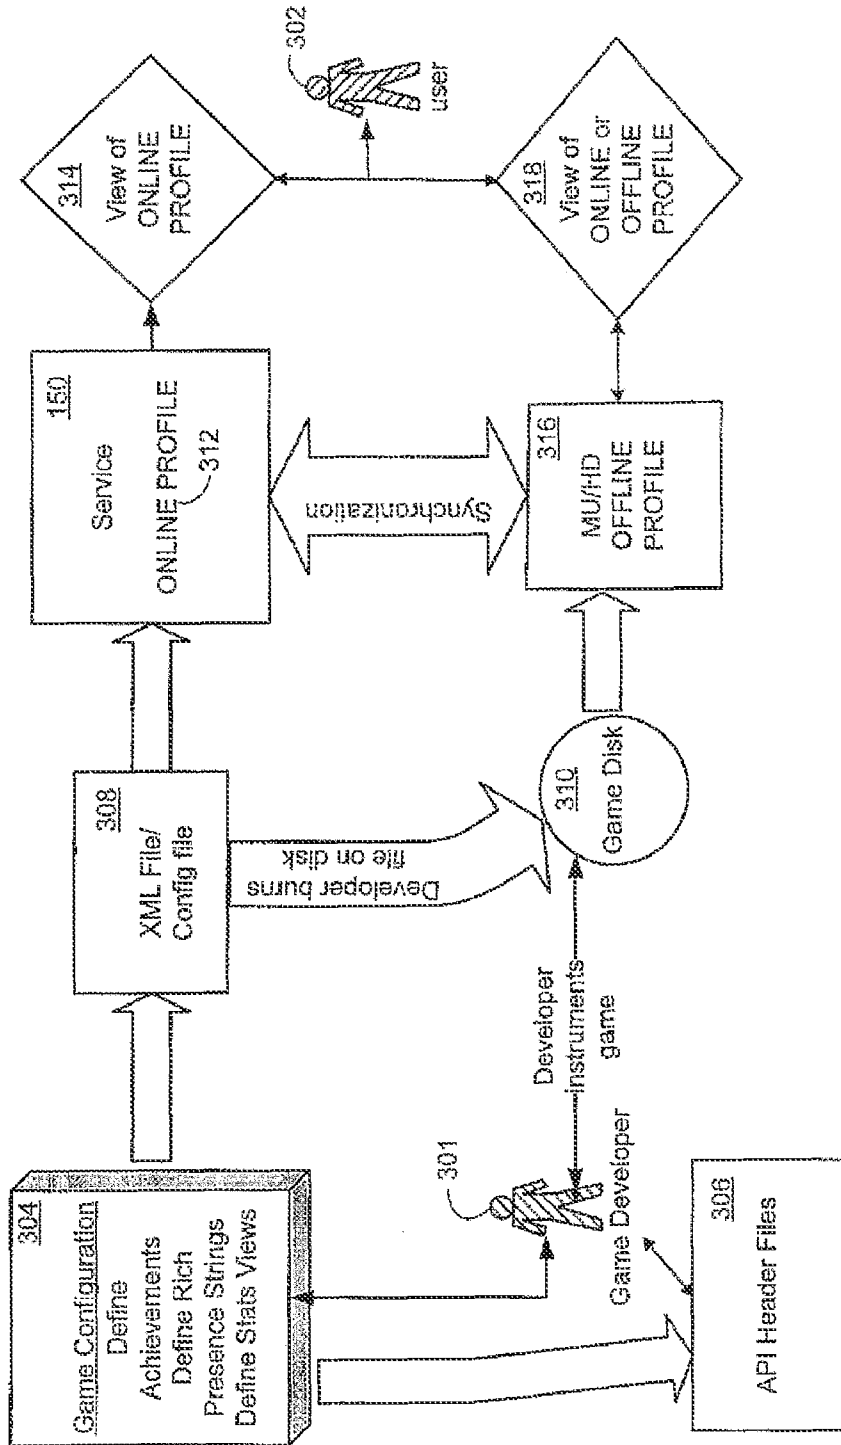 304
Game Configuration
Define
Achievements
Define Rich
Presence Strings
Define Stats Views
308
XML File/
Config file
150
Service
ONLINE PROFILE
312
314
View of
ONLINE
PROFILE
302
user
Developer burns
file on disk
Synchronization
301
Game Developer
Developer
instruments
game
310
Game Disk
316
MU/HD
OFFLINE
PROFILE
318
View of
ONLINE or
OFFLINE
PROFILE
306
API Header Files